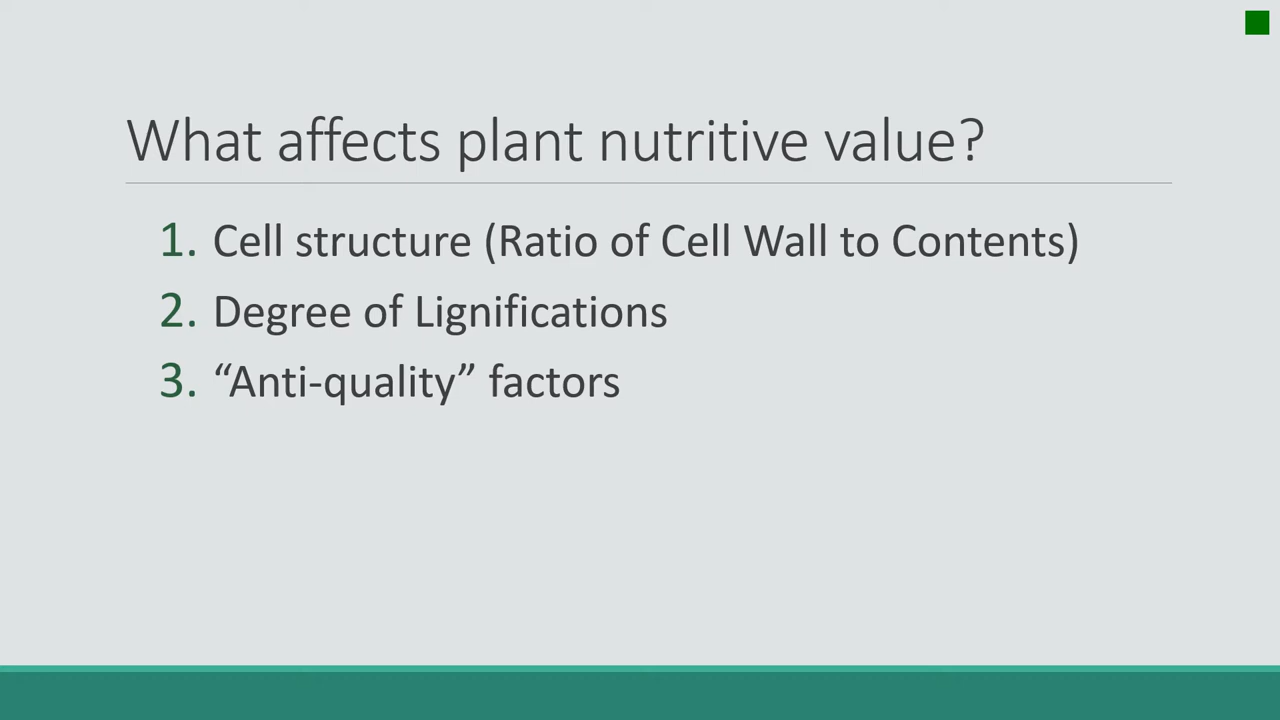 What affects plant nutritive value?
1. Cell structure (Ratio of Cell Wall to Contents)
2. Degree of Lignifications
3. “Anti-quality” factors